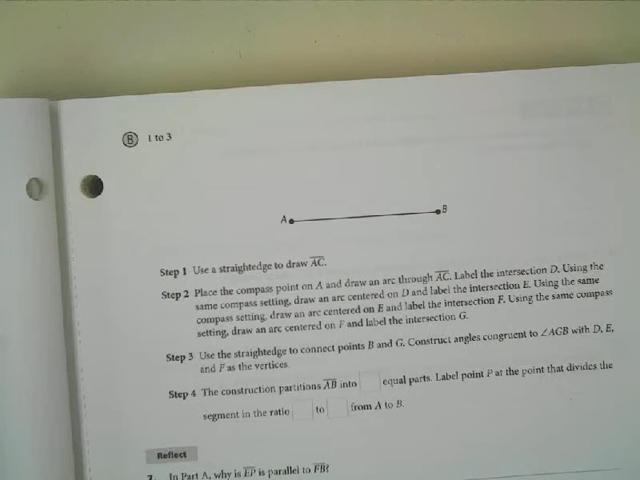 B 1 to 3
A B
Step 1 Use a straightedge to draw AC.
Step 2 Place the compass point on A and draw an arc through AC. Label the intersection D. Using the
same compass setting, draw an arc centered on D and label the intersection E. Using the same
compass setting, draw an arc centered on E and label the intersection F. Using the same compass
setting, draw an arc centered on F and label the intersection G.
Step 3 Use the straightedge to connect points B and G. Construct angles congruent to ∠AGB with D, E,
and F as the vertices.
Step 4 The construction partitions AB into equal parts. Label point P at the point that divides the
segment in the ratio to from A to B.
Reflect
7. In Part A, why is EP is parallel to FB?